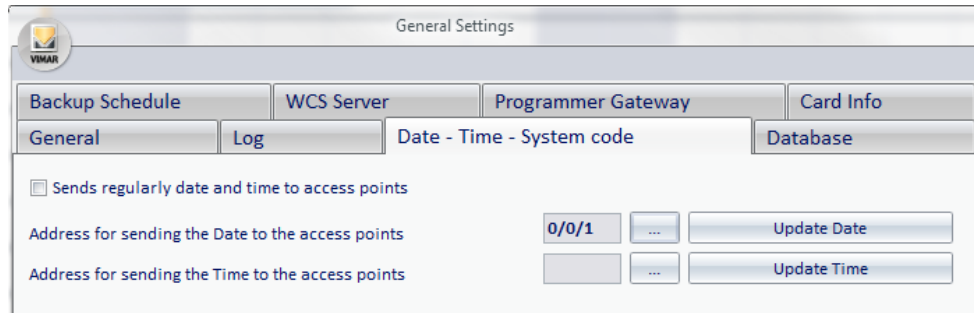 General Settings
VIMAR
Backup Schedule WCS Server Programmer Gateway Card Info
General Log Date - Time - System code Database
Sends regularly date and time to access points
Address for sending the Date to the access points 0/0/1 ... Update Date
Address for sending the Time to the access points ... Update Time